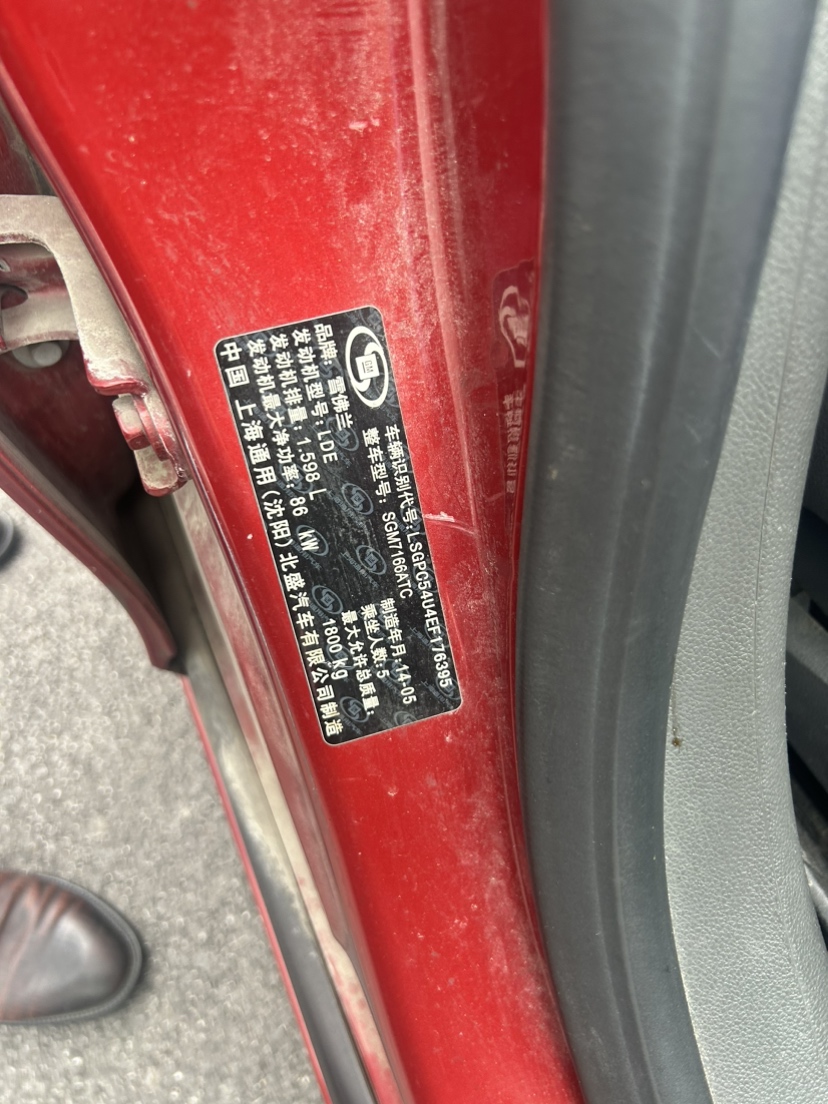 GM
车辆识别代号:LSGPC54U4EF176395
整车型号: SGM7166ATC
制造年月:14-05
品牌: 雪佛兰
乘坐人数:5
发动机型号: LDE
最大允许总质量:
发动机排量: 1.598 L
1800 kg
发动机最大净功率: 86 kW
中国 上海通用(沈阳)北盛汽车有限公司制造